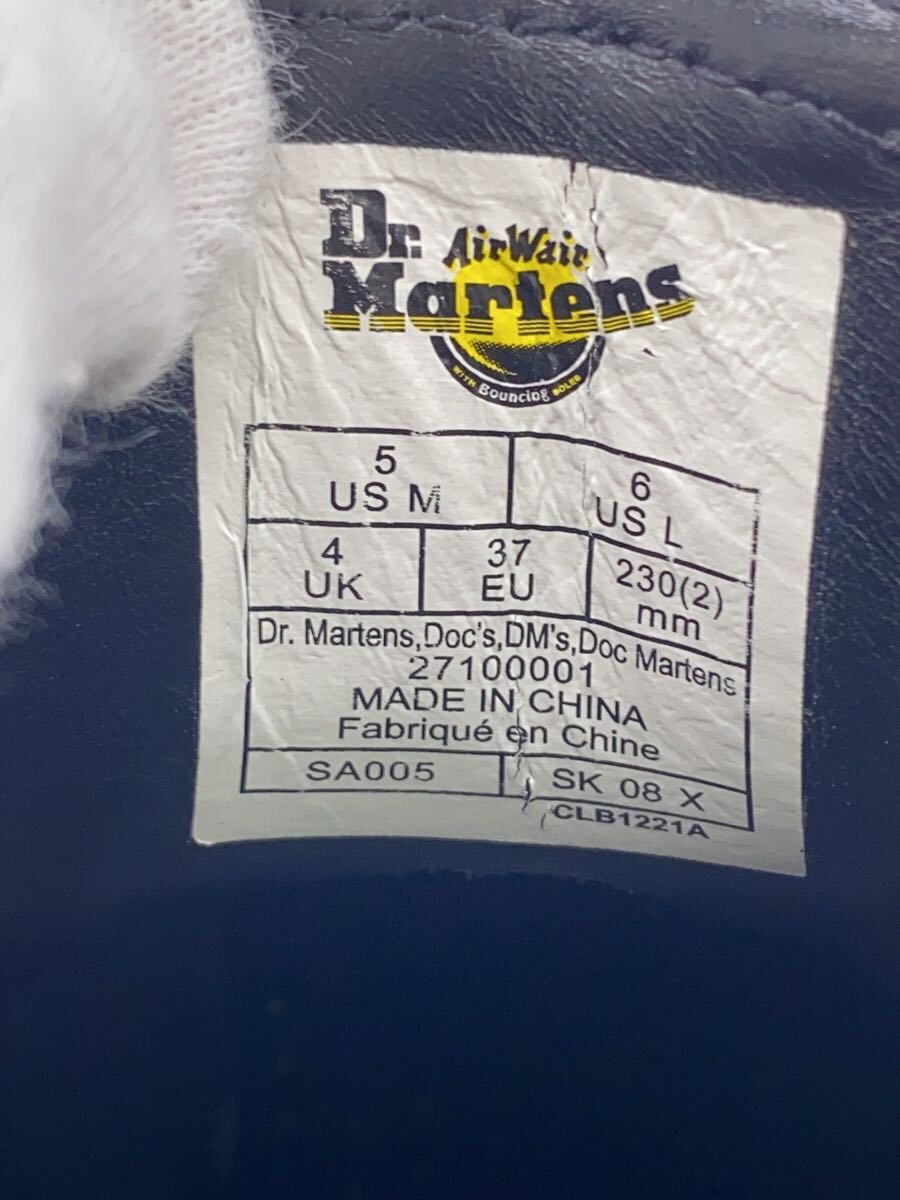 Dr. AirWair
Martens
WITH Bouncing SOLES
5
US M
6
US L
4
UK
37
EU
230(2)
mm
Dr. Martens,Doc's,DM's,Doc Martens
27100001
MADE IN CHINA
Fabriqué en Chine
SA005
SK 08 X
CLB1221A